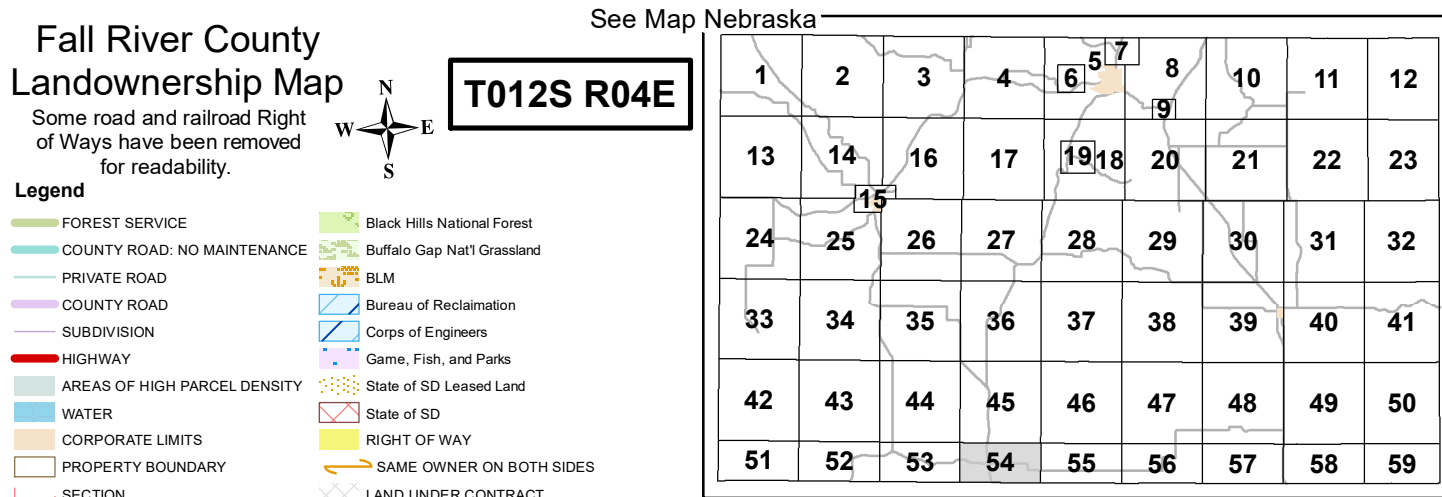 See Map Nebraska
Fall River County
Landownership Map
Some road and railroad Right
of Ways have been removed
for readability.
N
W E
S
T012S R04E
Legend
FOREST SERVICE
COUNTY ROAD: NO MAINTENANCE
PRIVATE ROAD
COUNTY ROAD
SUBDIVISION
HIGHWAY
AREAS OF HIGH PARCEL DENSITY
WATER
CORPORATE LIMITS
PROPERTY BOUNDARY
SECTION
Black Hills National Forest
Buffalo Gap Nat'l Grassland
BLM
Bureau of Reclaimation
Corps of Engineers
Game, Fish, and Parks
State of SD Leased Land
State of SD
RIGHT OF WAY
SAME OWNER ON BOTH SIDES
LAND UNDER CONTRACT
1 2 3 4 5 6 7 8 9 10 11 12
13 14 15 16 17 18 19 20 21 22 23
24 25 26 27 28 29 30 31 32
33 34 35 36 37 38 39 40 41
42 43 44 45 46 47 48 49 50
51 52 53 54 55 56 57 58 59